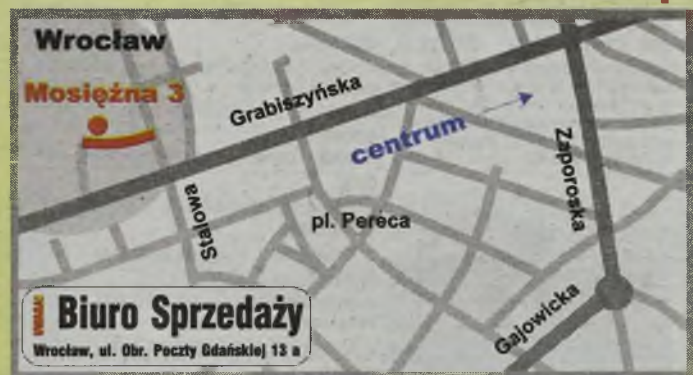 Wrocław
Mosiężna 3
Grabiszyńska
centrum
Zaporoska
Stalowa
pl. Pereca
Gajowicka
Biuro Sprzedaży
Wrocław, ul. Obr. Poczty Gdańskiej 13 a